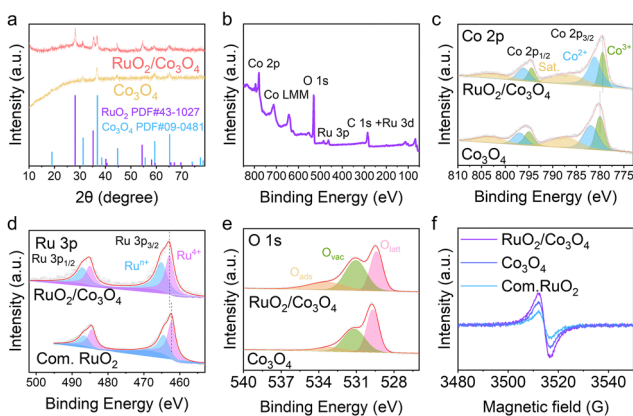 a
Intensity (a.u.)
RuO2/Co3O4
Co3O4
RuO2 PDF#43-1027
Co3O4 PDF#09-0481
10 20 30 40 50 60 70
2θ (degree)
b
Intensity (a.u.)
Co 2p
Co LMM
O 1s
Ru 3p
C 1s +Ru 3d
800 700 600 500 400 300 200 100
Binding Energy (eV)
c
Intensity (a.u.)
Co 2p
Co 2p3/2
Co 2p1/2
Co2+
Co3+
Sat.
RuO2/Co3O4
Co3O4
810 805 800 795 790 785 780 775
Binding Energy (eV)
d
Intensity (a.u.)
Ru 3p
Ru 3p3/2
Ru 3p1/2
Run+
Ru4+
RuO2/Co3O4
Com. RuO2
500 490 480 470 460
Binding Energy (eV)
e
Intensity (a.u.)
O 1s
Ovac
Olatt
Oads
RuO2/Co3O4
Co3O4
540 537 534 531 528
Binding Energy (eV)
f
Intensity (a.u.)
RuO2/Co3O4
Co3O4
Com.RuO2
3480 3510 3540
Magnetic field (G)